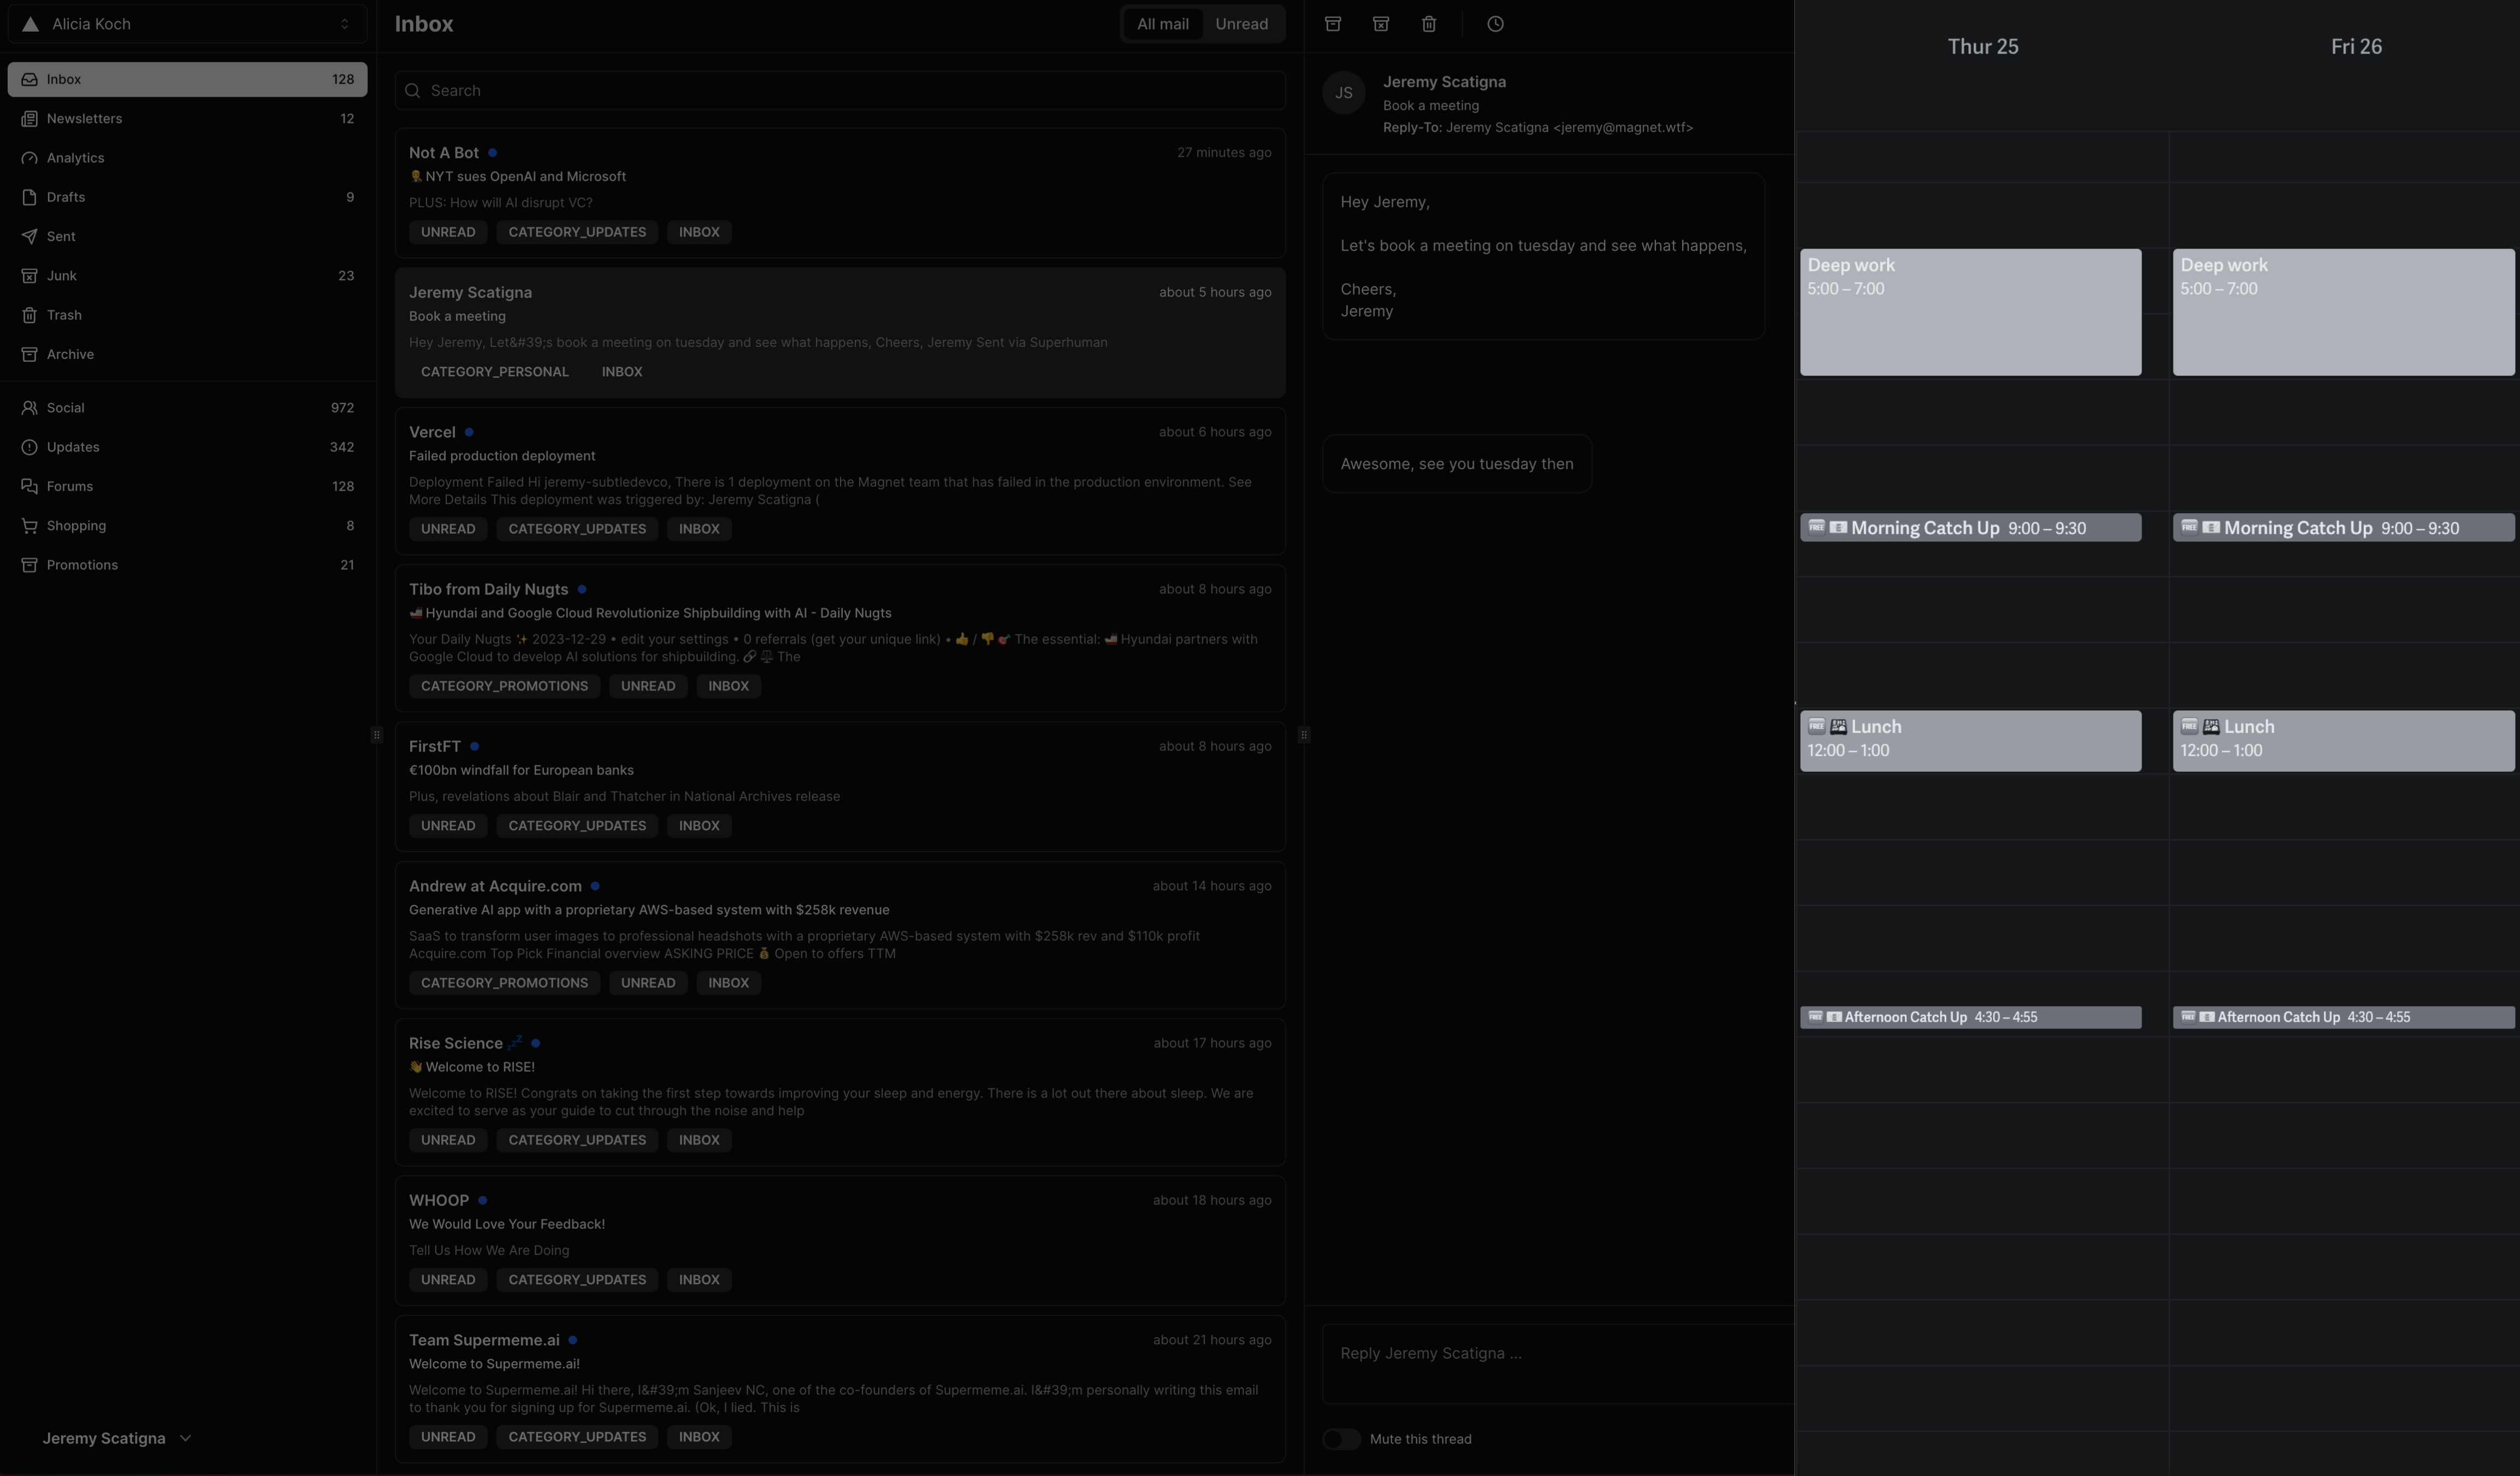 Alicia Koch
Inbox 128
Newsletters 12
Analytics
Drafts 9
Sent
Junk 23
Trash
Archive
Social 972
Updates 342
Forums 128
Shopping 8
Promotions 21
Jeremy Scatigna
Inbox
All mail Unread
Search
Not A Bot 27 minutes ago
NYT sues OpenAI and Microsoft
PLUS: How will AI disrupt VC?
UNREAD CATEGORY_UPDATES INBOX
Jeremy Scatigna about 5 hours ago
Book a meeting
Hey Jeremy, Let&#39;s book a meeting on tuesday and see what happens, Cheers, Jeremy Sent via Superhuman
CATEGORY_PERSONAL INBOX
Vercel about 6 hours ago
Failed production deployment
Deployment Failed Hi jeremy-subtledevco, There is 1 deployment on the Magnet team that has failed in the production environment. See
More Details This deployment was triggered by: Jeremy Scatigna (
UNREAD CATEGORY_UPDATES INBOX
Tibo from Daily Nugts about 8 hours ago
🚢 Hyundai and Google Cloud Revolutionize Shipbuilding with AI - Daily Nugts
Your Daily Nugts ✨ 2023-12-29 • edit your settings • 0 referrals (get your unique link) • 👍 / 👎 🎯 The essential: 🚢 Hyundai partners with
Google Cloud to develop AI solutions for shipbuilding. 🔗 ⚖ The
CATEGORY_PROMOTIONS UNREAD INBOX
FirstFT about 8 hours ago
€100bn windfall for European banks
Plus, revelations about Blair and Thatcher in National Archives release
UNREAD CATEGORY_UPDATES INBOX
Andrew at Acquire.com about 14 hours ago
Generative AI app with a proprietary AWS-based system with $258k revenue
SaaS to transform user images to professional headshots with a proprietary AWS-based system with $258k rev and $110k profit
Acquire.com Top Pick Financial overview ASKING PRICE 💰 Open to offers TTM
CATEGORY_PROMOTIONS UNREAD INBOX
Rise Science 💤 about 17 hours ago
👋 Welcome to RISE!
Welcome to RISE! Congrats on taking the first step towards improving your sleep and energy. There is a lot out there about sleep. We are
excited to serve as your guide to cut through the noise and help
UNREAD CATEGORY_UPDATES INBOX
WHOOP about 18 hours ago
We Would Love Your Feedback!
Tell Us How We Are Doing
UNREAD CATEGORY_UPDATES INBOX
Team Supermeme.ai about 21 hours ago
Welcome to Supermeme.ai!
Welcome to Supermeme.ai! Hi there, I&#39;m Sanjeev NC, one of the co-founders of Supermeme.ai. I&#39;m personally writing this email
to thank you for signing up for Supermeme.ai. (Ok, I lied. This is
UNREAD CATEGORY_UPDATES INBOX
JS
Jeremy Scatigna
Book a meeting
Reply-To: Jeremy Scatigna <jeremy@magnet.wtf>
Hey Jeremy,
Let's book a meeting on tuesday and see what happens,
Cheers,
Jeremy
Awesome, see you tuesday then
Reply Jeremy Scatigna ...
Mute this thread
Thur 25
Deep work
5:00 – 7:00
FREE Morning Catch Up 9:00 – 9:30
FREE Lunch
12:00 – 1:00
FREE Afternoon Catch Up 4:30 – 4:55
Fri 26
Deep work
5:00 – 7:00
FREE Morning Catch Up 9:00 – 9:30
FREE Lunch
12:00 – 1:00
FREE Afternoon Catch Up 4:30 – 4:55